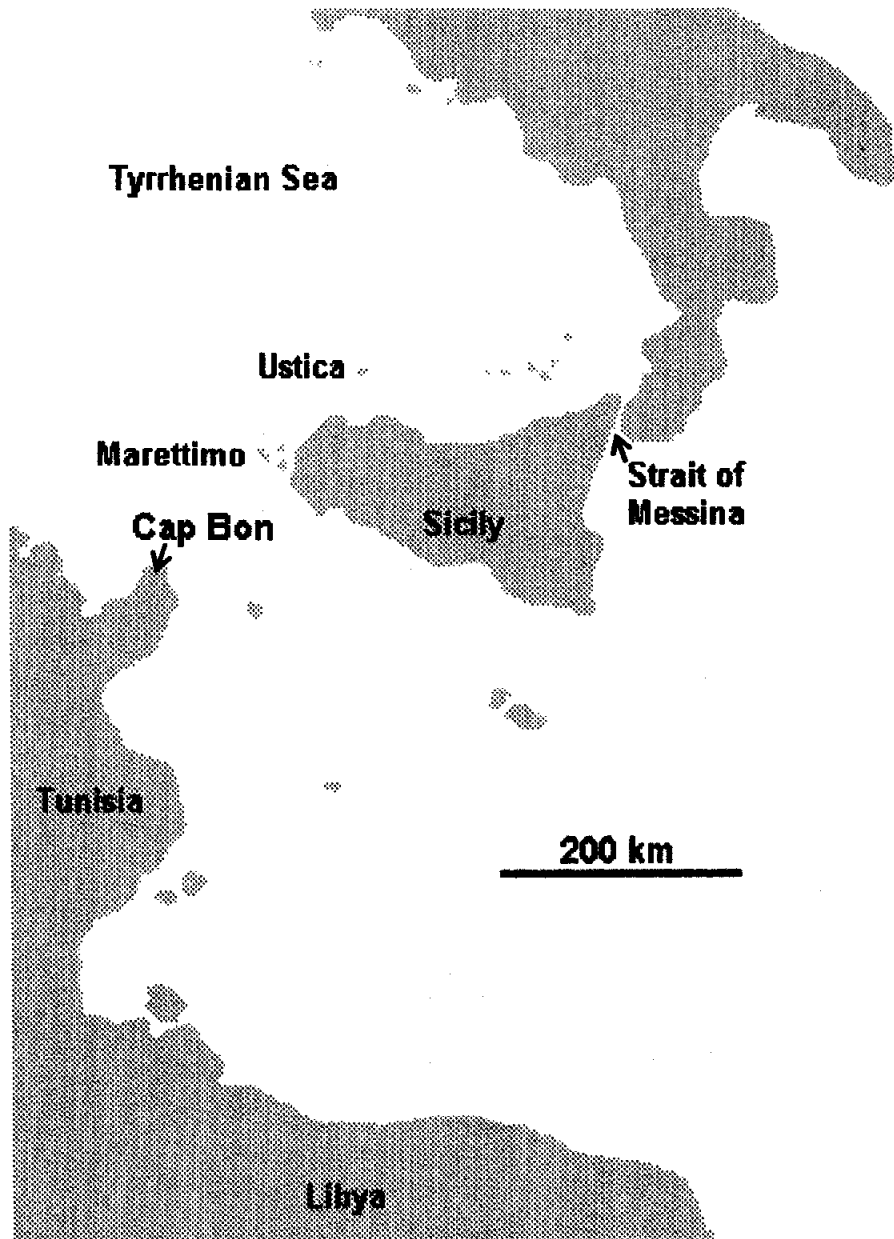 Tyrrhenian Sea
Ustica
Marettimo
Strait of
Messina
Cap Bon
Sicily
Tunisia
200 km
Libya